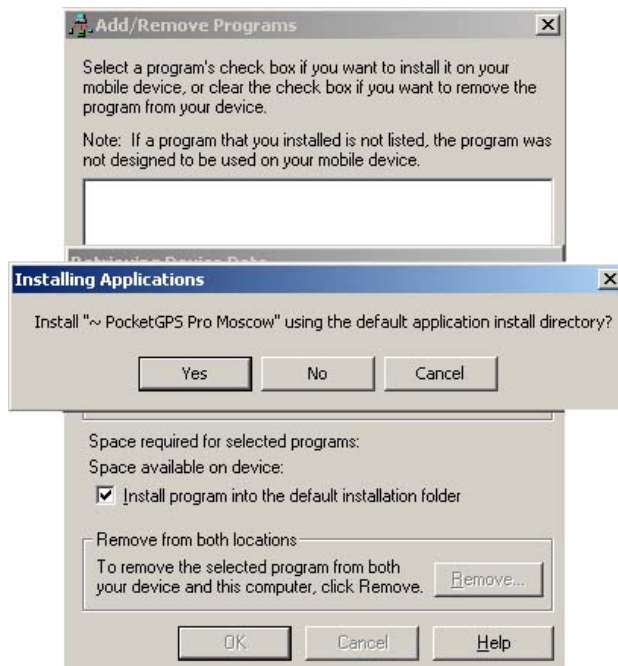 Add/Remove Programs
Select a program's check box if you want to install it on your
mobile device, or clear the check box if you want to remove the
program from your device.
Note: If a program that you installed is not listed, the program was
not designed to be used on your mobile device.
Retrieving Device Data
Installing Applications
Install "~ PocketGPS Pro Moscow" using the default application install directory?
Yes
No
Cancel
Space required for selected programs:
Space available on device:
Install program into the default installation folder
Remove from both locations
To remove the selected program from both
your device and this computer, click Remove.
Remove...
OK
Cancel
Help